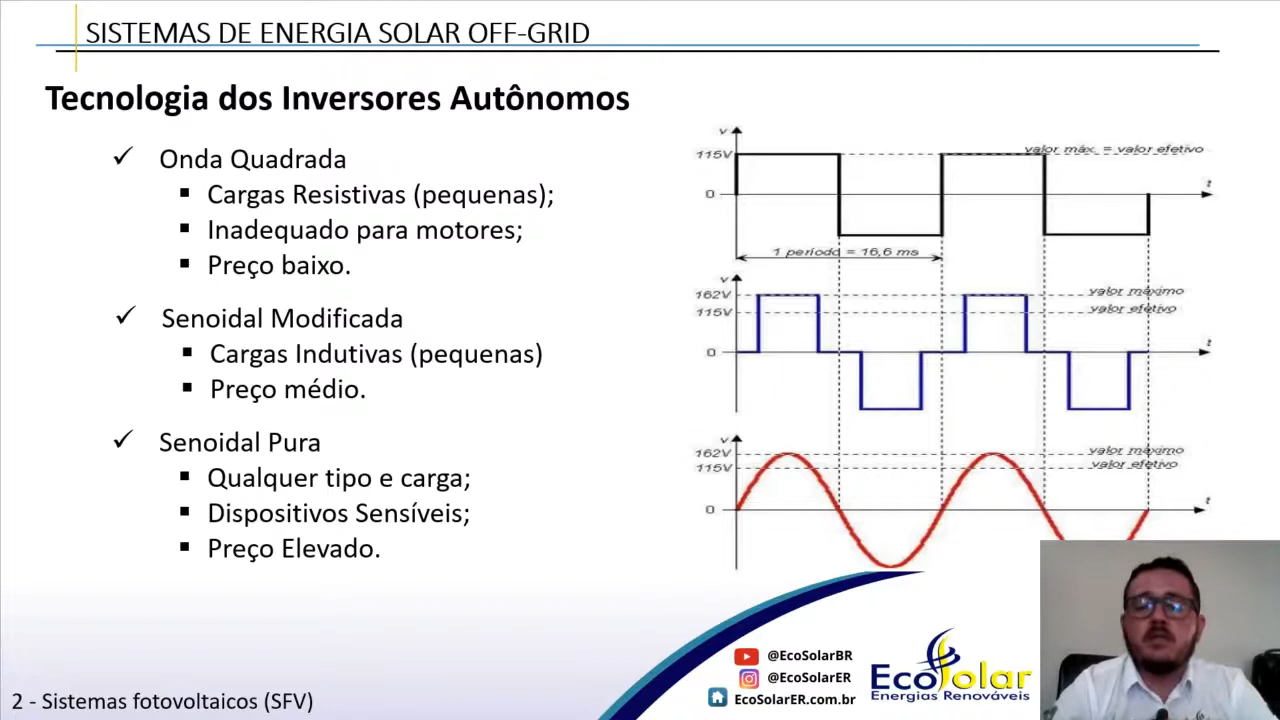 SISTEMAS DE ENERGIA SOLAR OFF-GRID
Tecnologia dos Inversores Autônomos
Onda Quadrada
Cargas Resistivas (pequenas);
Inadequado para motores;
Preço baixo.
Senoidal Modificada
Cargas Indutivas (pequenas)
Preço médio.
Senoidal Pura
Qualquer tipo e carga;
Dispositivos Sensíveis;
Preço Elevado.
v
115V
valor máx. = valor efetivo
0
t
1 período = 16,6 ms
v
162V
valor máximo
115V
valor efetivo
0
t
v
162V
valor máximo
115V
valor efetivo
0
t
@EcoSolarBR
@EcoSolarER
EcoSolarER.com.br
EcoSolar
Energias Renováveis
2 - Sistemas fotovoltaicos (SFV)